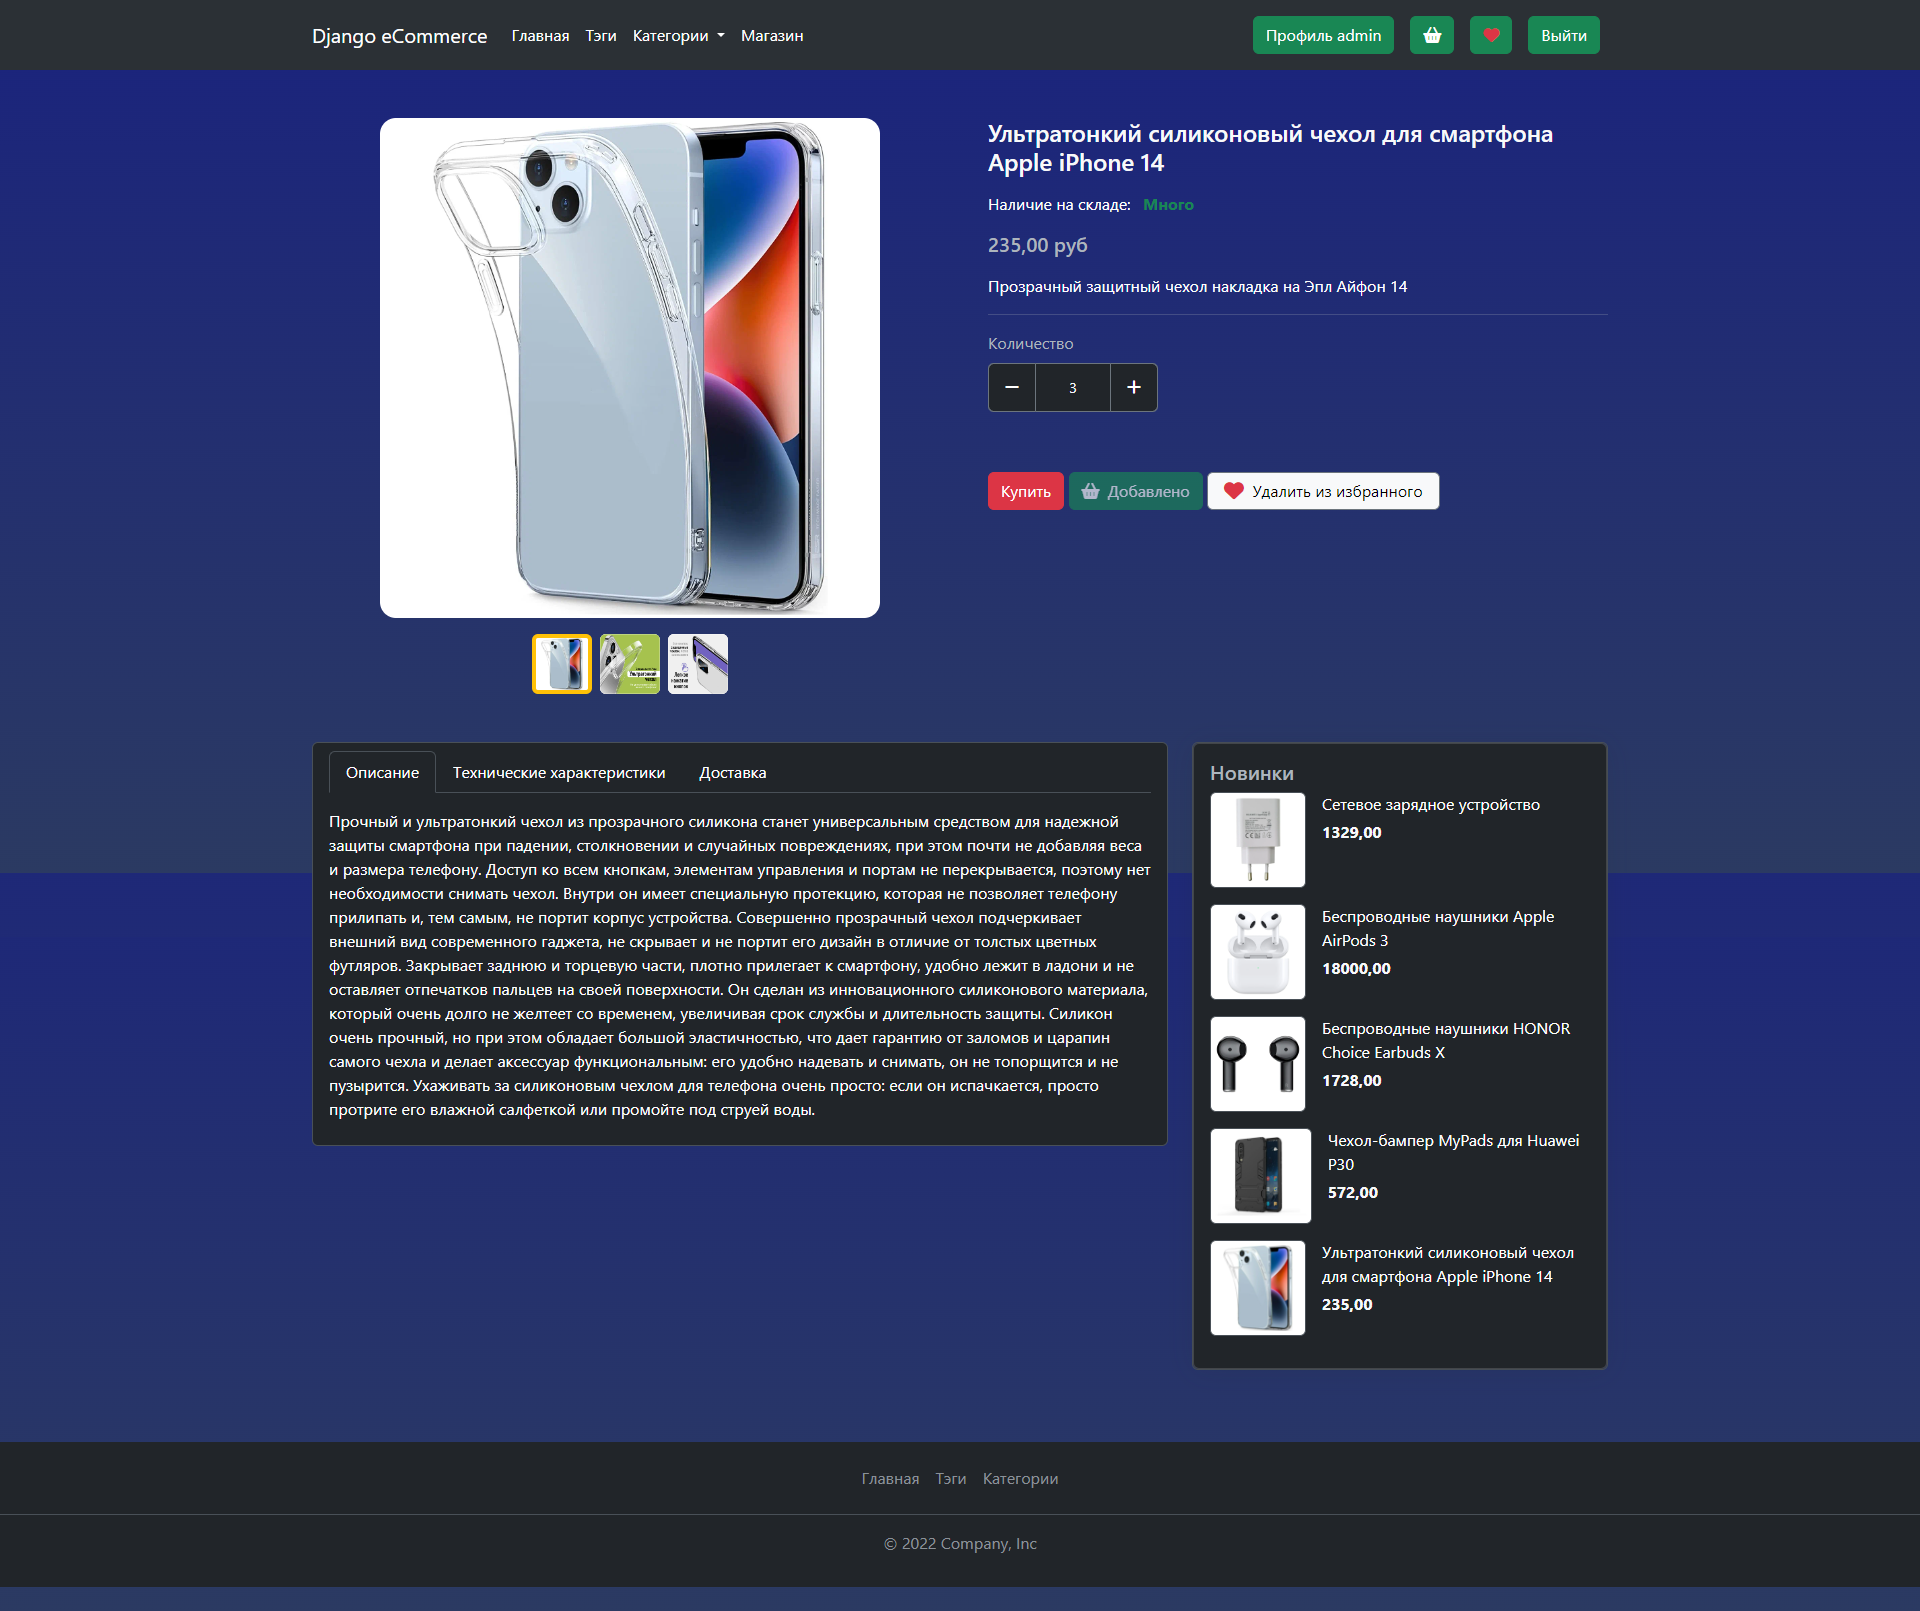 Django eCommerce
Главная Тэги Категории Магазин
Профиль admin
Выйти
Ультратонкий силиконовый чехол для смартфона
Apple iPhone 14
Наличие на складе: Много
235,00 руб
Прозрачный защитный чехол накладка на Эпл Айфон 14
Количество
− 3 +
Купить Добавлено Удалить из избранного
Ультратонкий
Легкое
нажатие
кнопок
Описание Технические характеристики Доставка
Прочный и ультратонкий чехол из прозрачного силикона станет универсальным средством для надежной
защиты смартфона при падении, столкновении и случайных повреждениях, при этом почти не добавляя веса
и размера телефону. Доступ ко всем кнопкам, элементам управления и портам не перекрывается, поэтому нет
необходимости снимать чехол. Внутри он имеет специальную протекцию, которая не позволяет телефону
прилипать и, тем самым, не портит корпус устройства. Совершенно прозрачный чехол подчеркивает
внешний вид современного гаджета, не скрывает и не портит его дизайн в отличие от толстых цветных
футляров. Закрывает заднюю и торцевую части, плотно прилегает к смартфону, удобно лежит в ладони и не
оставляет отпечатков пальцев на своей поверхности. Он сделан из инновационного силиконового материала,
который очень долго не желтеет со временем, увеличивая срок службы и длительность защиты. Силикон
очень прочный, но при этом обладает большой эластичностью, что дает гарантию от заломов и царапин
самого чехла и делает аксессуар функциональным: его удобно надевать и снимать, он не топорщится и не
пузырится. Ухаживать за силиконовым чехлом для телефона очень просто: если он испачкается, просто
протрите его влажной салфеткой или промойте под струей воды.
Новинки
Сетевое зарядное устройство
1329,00
Беспроводные наушники Apple
AirPods 3
18000,00
Беспроводные наушники HONOR
Choice Earbuds X
1728,00
Чехол-бампер MyPads для Huawei
P30
572,00
Ультратонкий силиконовый чехол
для смартфона Apple iPhone 14
235,00
Главная Тэги Категории
© 2022 Company, Inc